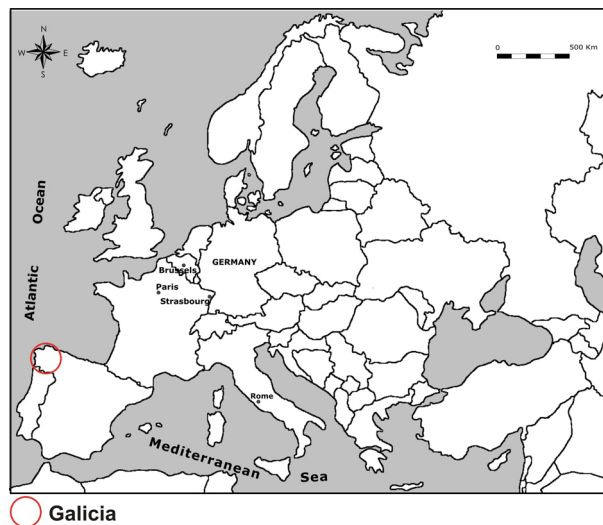 N
W E
S
0 500 Km
Atlantic Ocean
Brussels
GERMANY
Paris
Strasbourg
Rome
Mediterranean Sea
Galicia